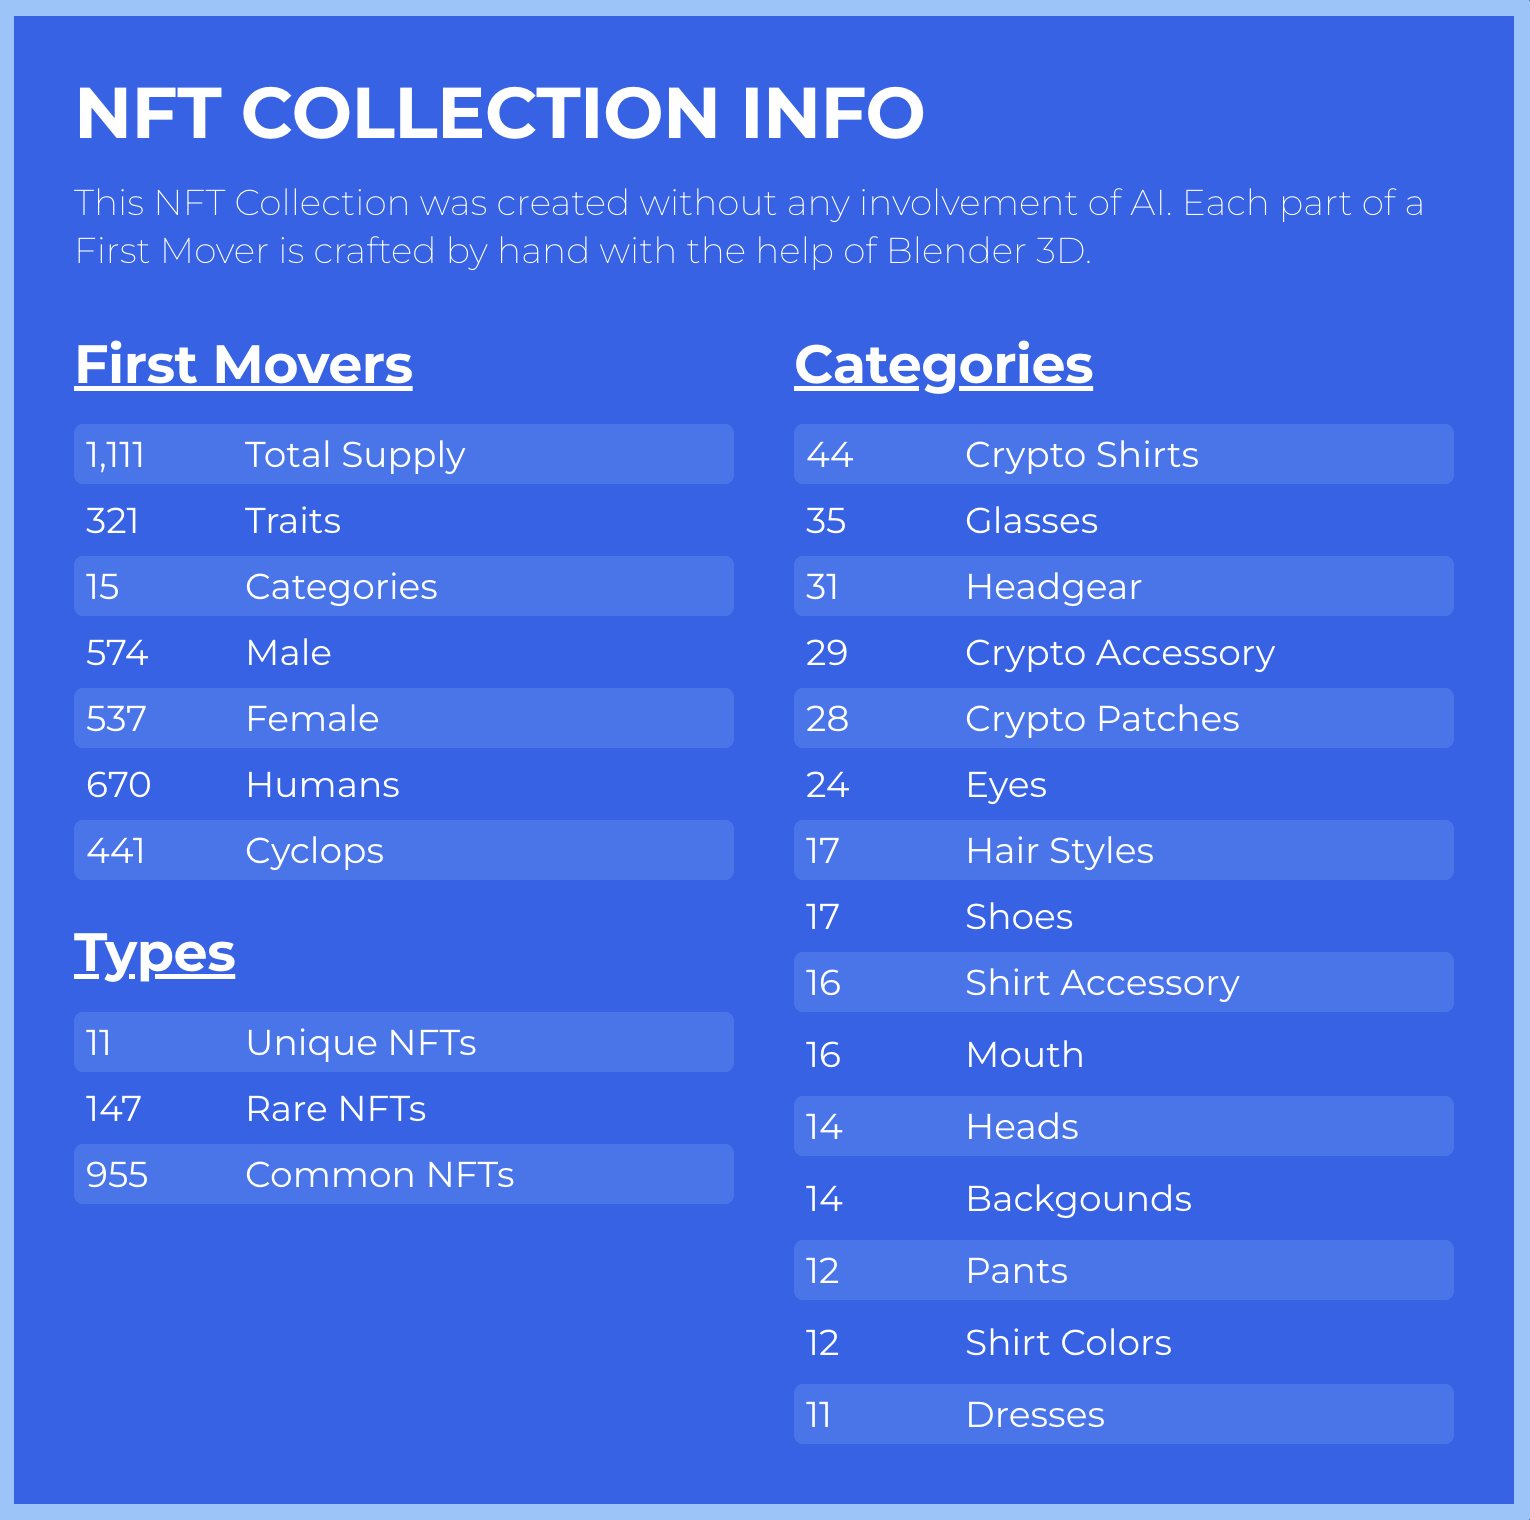 NFT COLLECTION INFO
This NFT Collection was created without any involvement of AI. Each part of a
First Mover is crafted by hand with the help of Blender 3D.
First Movers
1,111 Total Supply
321 Traits
15 Categories
574 Male
537 Female
670 Humans
441 Cyclops
Types
11 Unique NFTs
147 Rare NFTs
955 Common NFTs
Categories
44 Crypto Shirts
35 Glasses
31 Headgear
29 Crypto Accessory
28 Crypto Patches
24 Eyes
17 Hair Styles
17 Shoes
16 Shirt Accessory
16 Mouth
14 Heads
14 Backgounds
12 Pants
12 Shirt Colors
11 Dresses